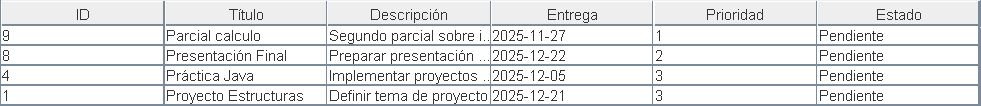 ID Título Descripción Entrega Prioridad Estado
9 Parcial calculo Segundo parcial sobre i... 2025-11-27 1 Pendiente
8 Presentación Final Preparar presentación ... 2025-12-22 2 Pendiente
4 Práctica Java Implementar proyectos ... 2025-12-05 3 Pendiente
1 Proyecto Estructuras Definir tema de proyecto 2025-12-21 3 Pendiente